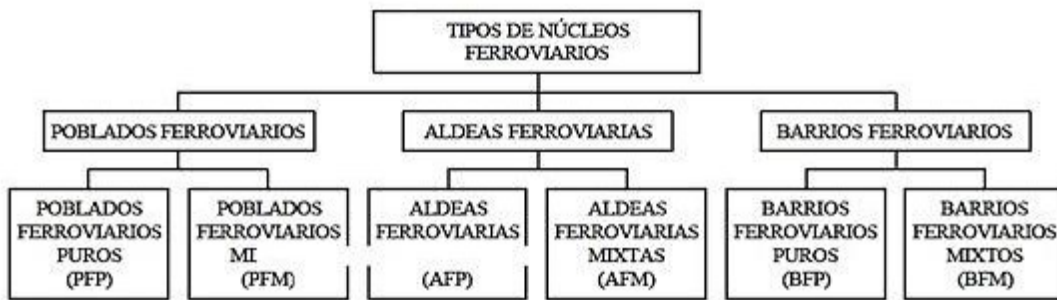 TIPOS DE NÚCLEOS
FERROVIARIOS
POBLADOS FERROVIARIOS
ALDEAS FERROVIARIAS
BARRIOS FERROVIARIOS
POBLADOS
FERROVIARIOS
PUROS
(PFP)
POBLADOS
FERROVIARIOS
MI
(PFM)
ALDEAS
FERROVIARIAS
(AFP)
ALDEAS
FERROVIARIAS
MIXTAS
(AFM)
BARRIOS
FERROVIARIOS
PUROS
(BFP)
BARRIOS
FERROVIARIOS
MIXTOS
(BFM)